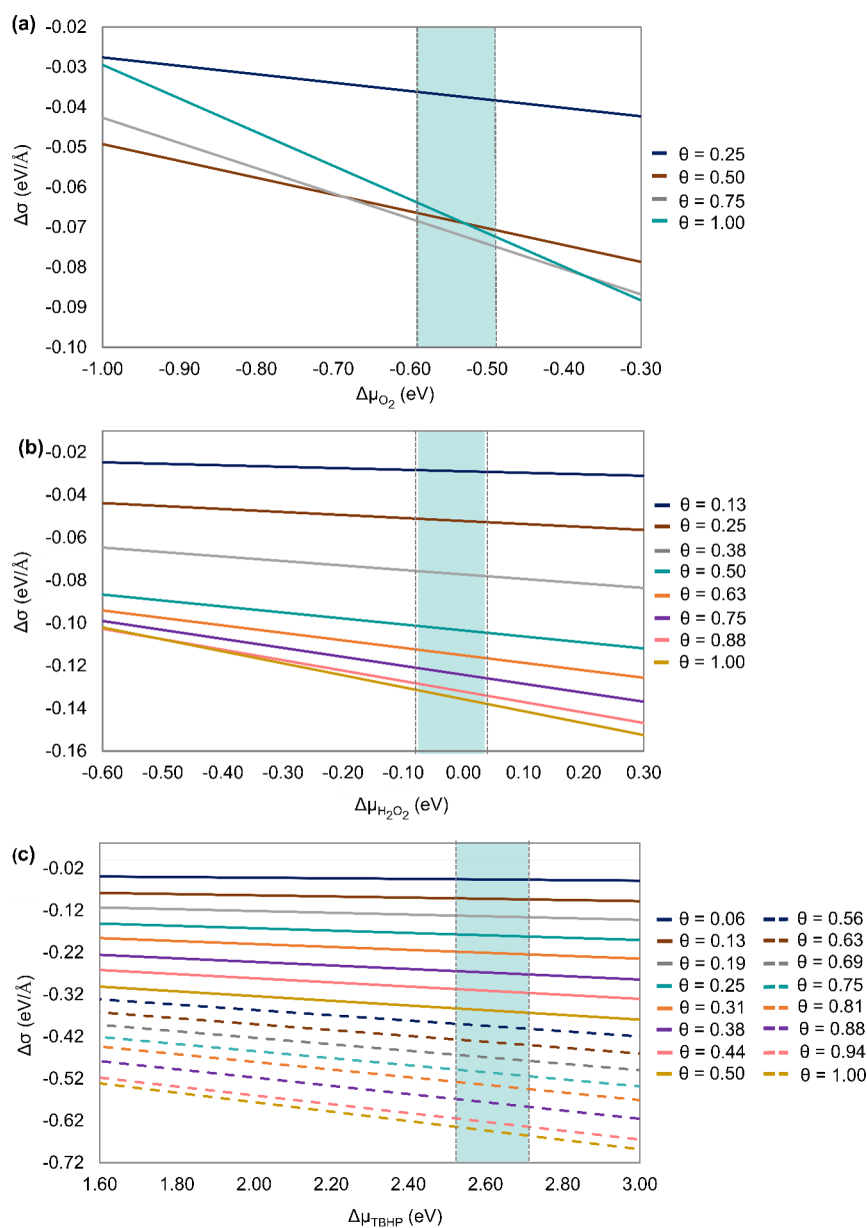 (a)
-0.02
-0.03
-0.04
-0.05
-0.06
-0.07
-0.08
-0.09
-0.10
Δσ (eV/Å)
-1.00 -0.90 -0.80 -0.70 -0.60 -0.50 -0.40 -0.30
Δμ_O₂ (eV)
θ = 0.25
θ = 0.50
θ = 0.75
θ = 1.00
(b)
-0.02
-0.04
-0.06
-0.08
-0.10
-0.12
-0.14
-0.16
Δσ (eV/Å)
-0.60 -0.50 -0.40 -0.30 -0.20 -0.10 0.00 0.10 0.20 0.30
Δμ_H₂O₂ (eV)
θ = 0.13
θ = 0.25
θ = 0.38
θ = 0.50
θ = 0.63
θ = 0.75
θ = 0.88
θ = 1.00
(c)
-0.02
-0.12
-0.22
-0.32
-0.42
-0.52
-0.62
-0.72
Δσ (eV/Å)
1.60 1.80 2.00 2.20 2.40 2.60 2.80 3.00
Δμ_TBHP (eV)
θ = 0.06 θ = 0.56
θ = 0.13 θ = 0.63
θ = 0.19 θ = 0.69
θ = 0.25 θ = 0.75
θ = 0.31 θ = 0.81
θ = 0.38 θ = 0.88
θ = 0.44 θ = 0.94
θ = 0.50 θ = 1.00